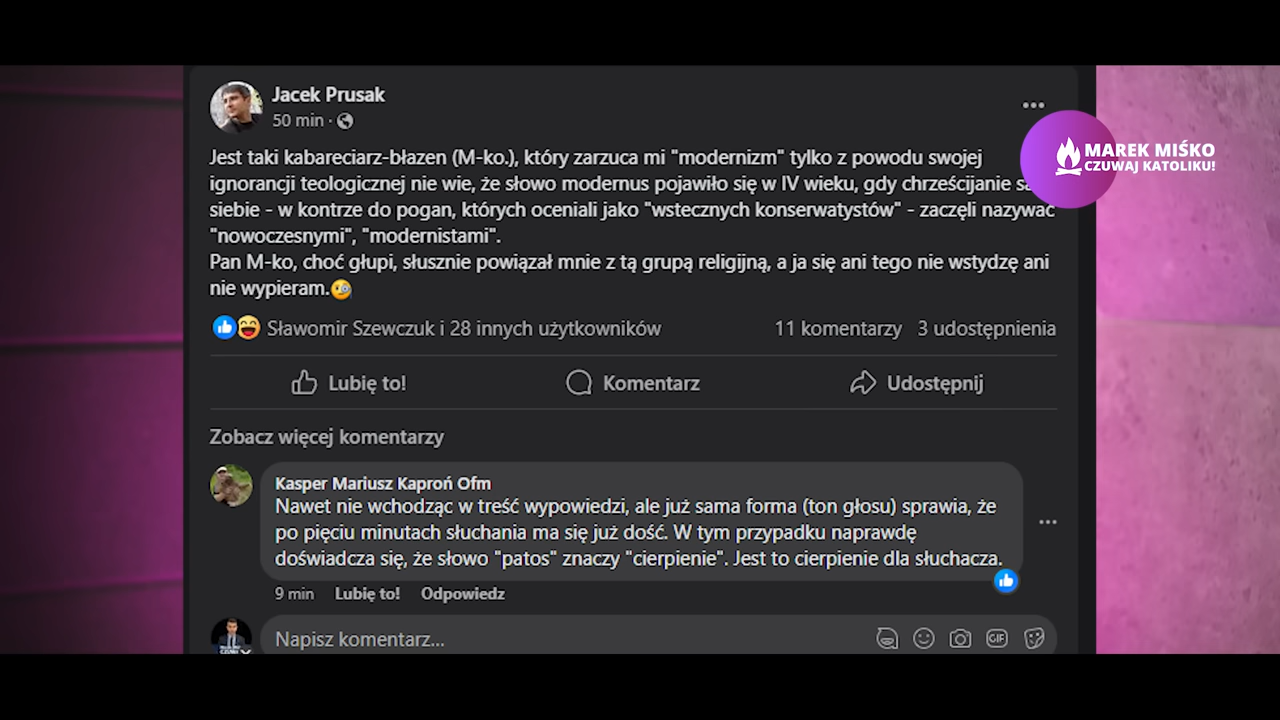 Jacek Prusak
50 min ·
MAREK MIŚKO
CZUWAJ KATOLIKU!
Jest taki kabareciarz-błazen (M-ko.), który zarzuca mi "modernizm" tylko z powodu swojej
ignorancji teologicznej nie wie, że słowo modernus pojawiło się w IV wieku, gdy chrześcijanie
siebie - w kontrze do pogan, których oceniali jako "wstecznych konserwatystów" - zaczęli nazywać
"nowoczesnymi", "modernistami".
Pan M-ko, choć głupi, słusznie powiązał mnie z tą grupą religijną, a ja się ani tego nie wstydzę ani
nie wypieram.
Sławomir Szewczuk i 28 innych użytkowników 11 komentarzy 3 udostępnienia
Lubię to! Komentarz Udostępnij
Zobacz więcej komentarzy
Kasper Mariusz Kaproń Ofm
Nawet nie wchodząc w treść wypowiedzi, ale już sama forma (ton głosu) sprawia, że
po pięciu minutach słuchania ma się już dość. W tym przypadku naprawdę
doświadcza się, że słowo "patos" znaczy "cierpienie". Jest to cierpienie dla słuchacza.
9 min Lubię to! Odpowiedz
Napisz komentarz...
GIF